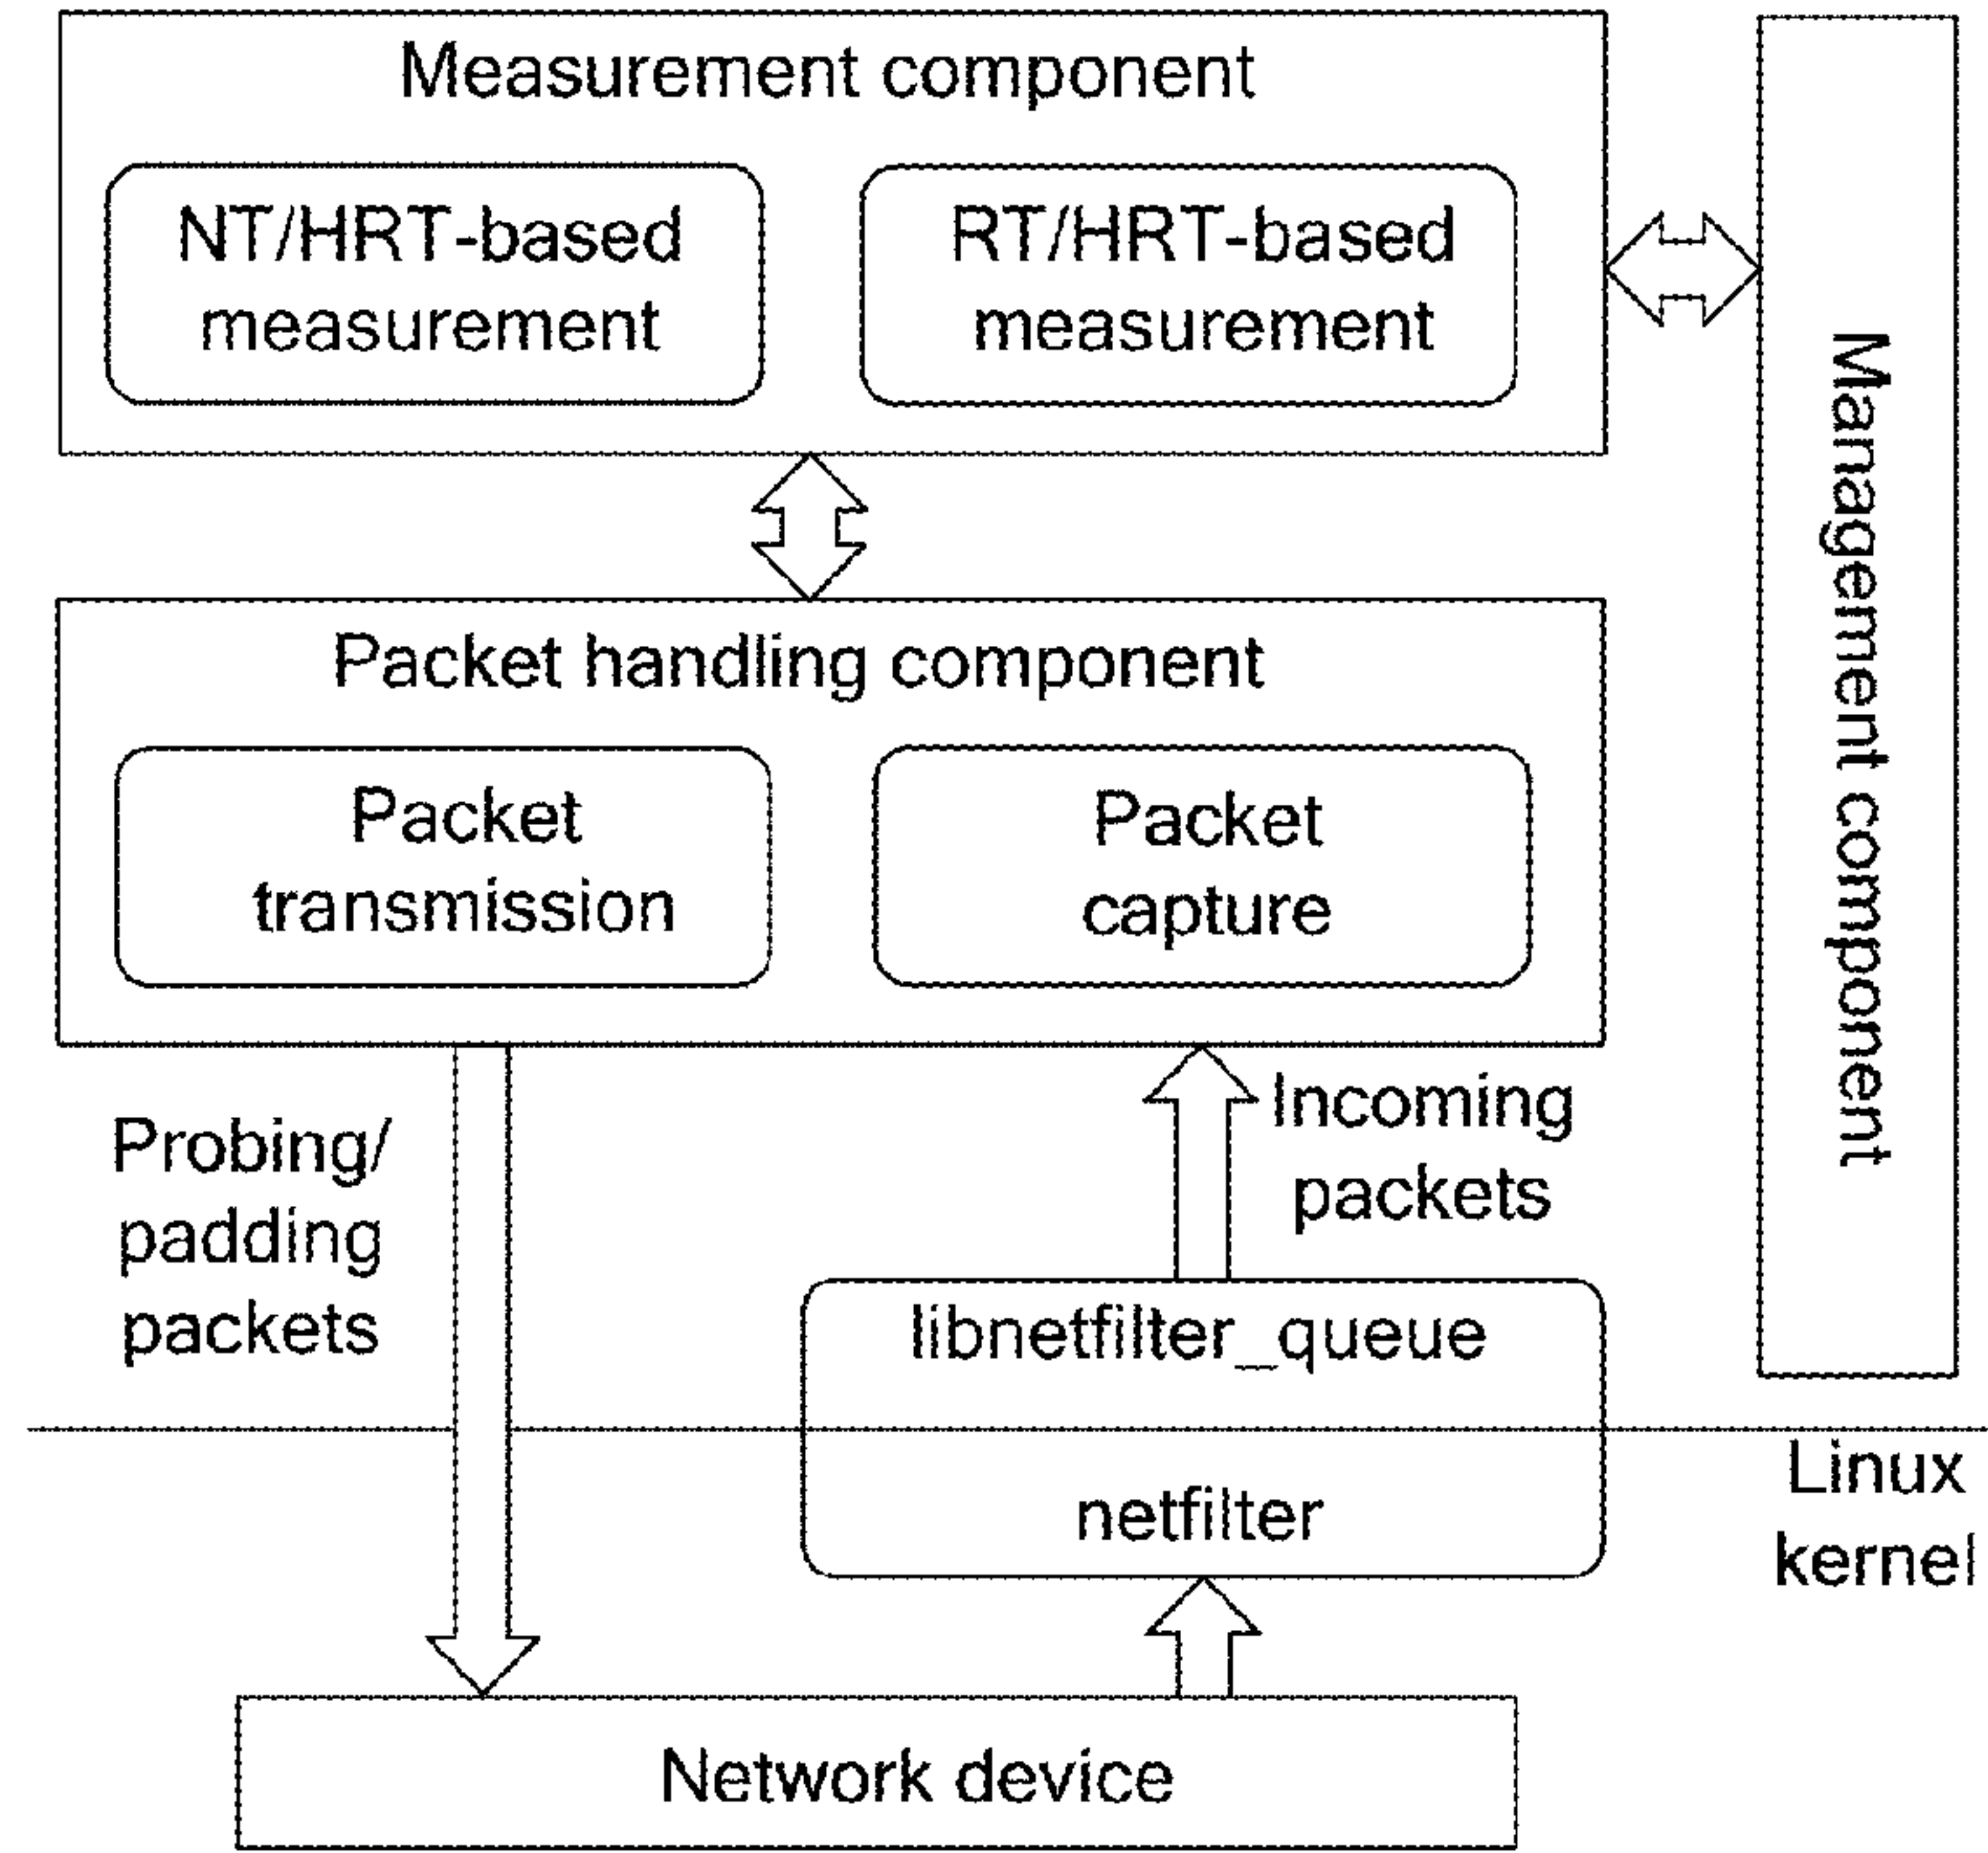 Measurement component
NT/HRT-based
measurement
RT/HRT-based
measurement
Management component
Packet handling component
Packet
transmission
Packet
capture
Probing/
padding
packets
Incoming
packets
libnetfilter_queue
netfilter
Linux
kernel
Network device